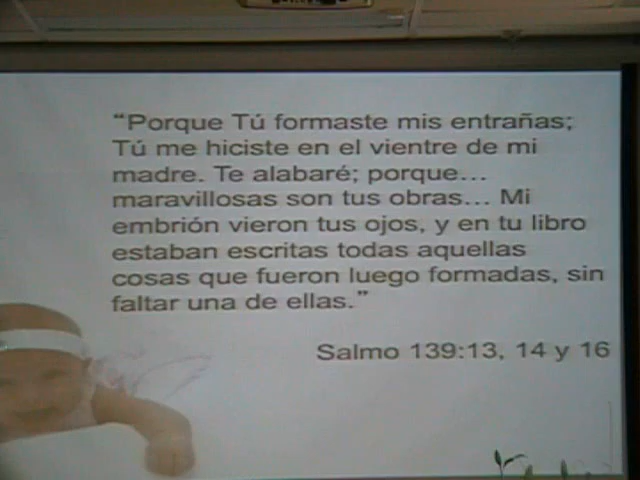 “Porque Tú formaste mis entrañas;
Tú me hiciste en el vientre de mi
madre. Te alabaré; porque...
maravillosas son tus obras... Mi
embrión vieron tus ojos, y en tu libro
estaban escritas todas aquellas
cosas que fueron luego formadas, sin
faltar una de ellas.”
Salmo 139:13, 14 y 16